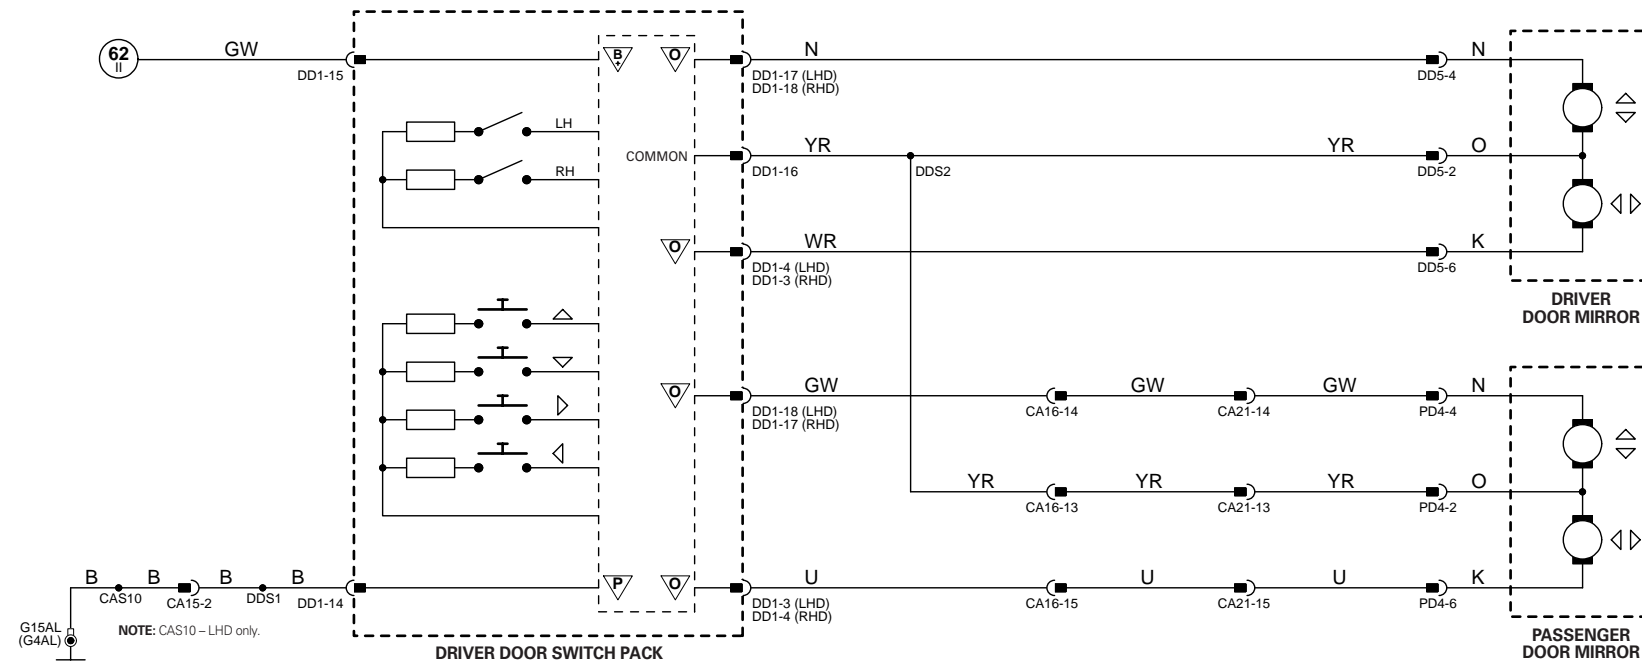 62
II
GW
DD1-15
B
+
O
N
DD1-17 (LHD)
DD1-18 (RHD)
DD5-4
N
LH
RH
COMMON
YR
DD1-16
DDS2
YR
DD5-2
O
O
WR
DD1-4 (LHD)
DD1-3 (RHD)
DD5-6
K
DRIVER
DOOR MIRROR
O
GW
DD1-18 (LHD)
DD1-17 (RHD)
CA16-14
GW
CA21-14
GW
PD4-4
N
YR
CA16-13
YR
CA21-13
YR
PD4-2
O
B
CAS10
B
CA15-2
B
DDS1
B
DD1-14
P
O
U
DD1-3 (LHD)
DD1-4 (RHD)
CA16-15
U
CA21-15
U
PD4-6
K
G15AL
(G4AL)
NOTE: CAS10 – LHD only.
DRIVER DOOR SWITCH PACK
PASSENGER
DOOR MIRROR